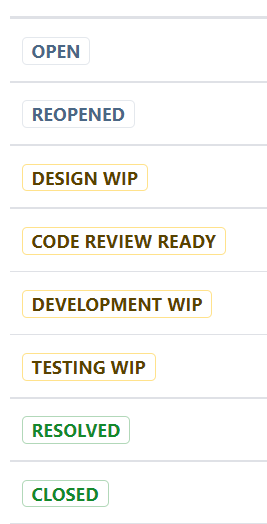 OPEN
REOPENED
DESIGN WIP
CODE REVIEW READY
DEVELOPMENT WIP
TESTING WIP
RESOLVED
CLOSED